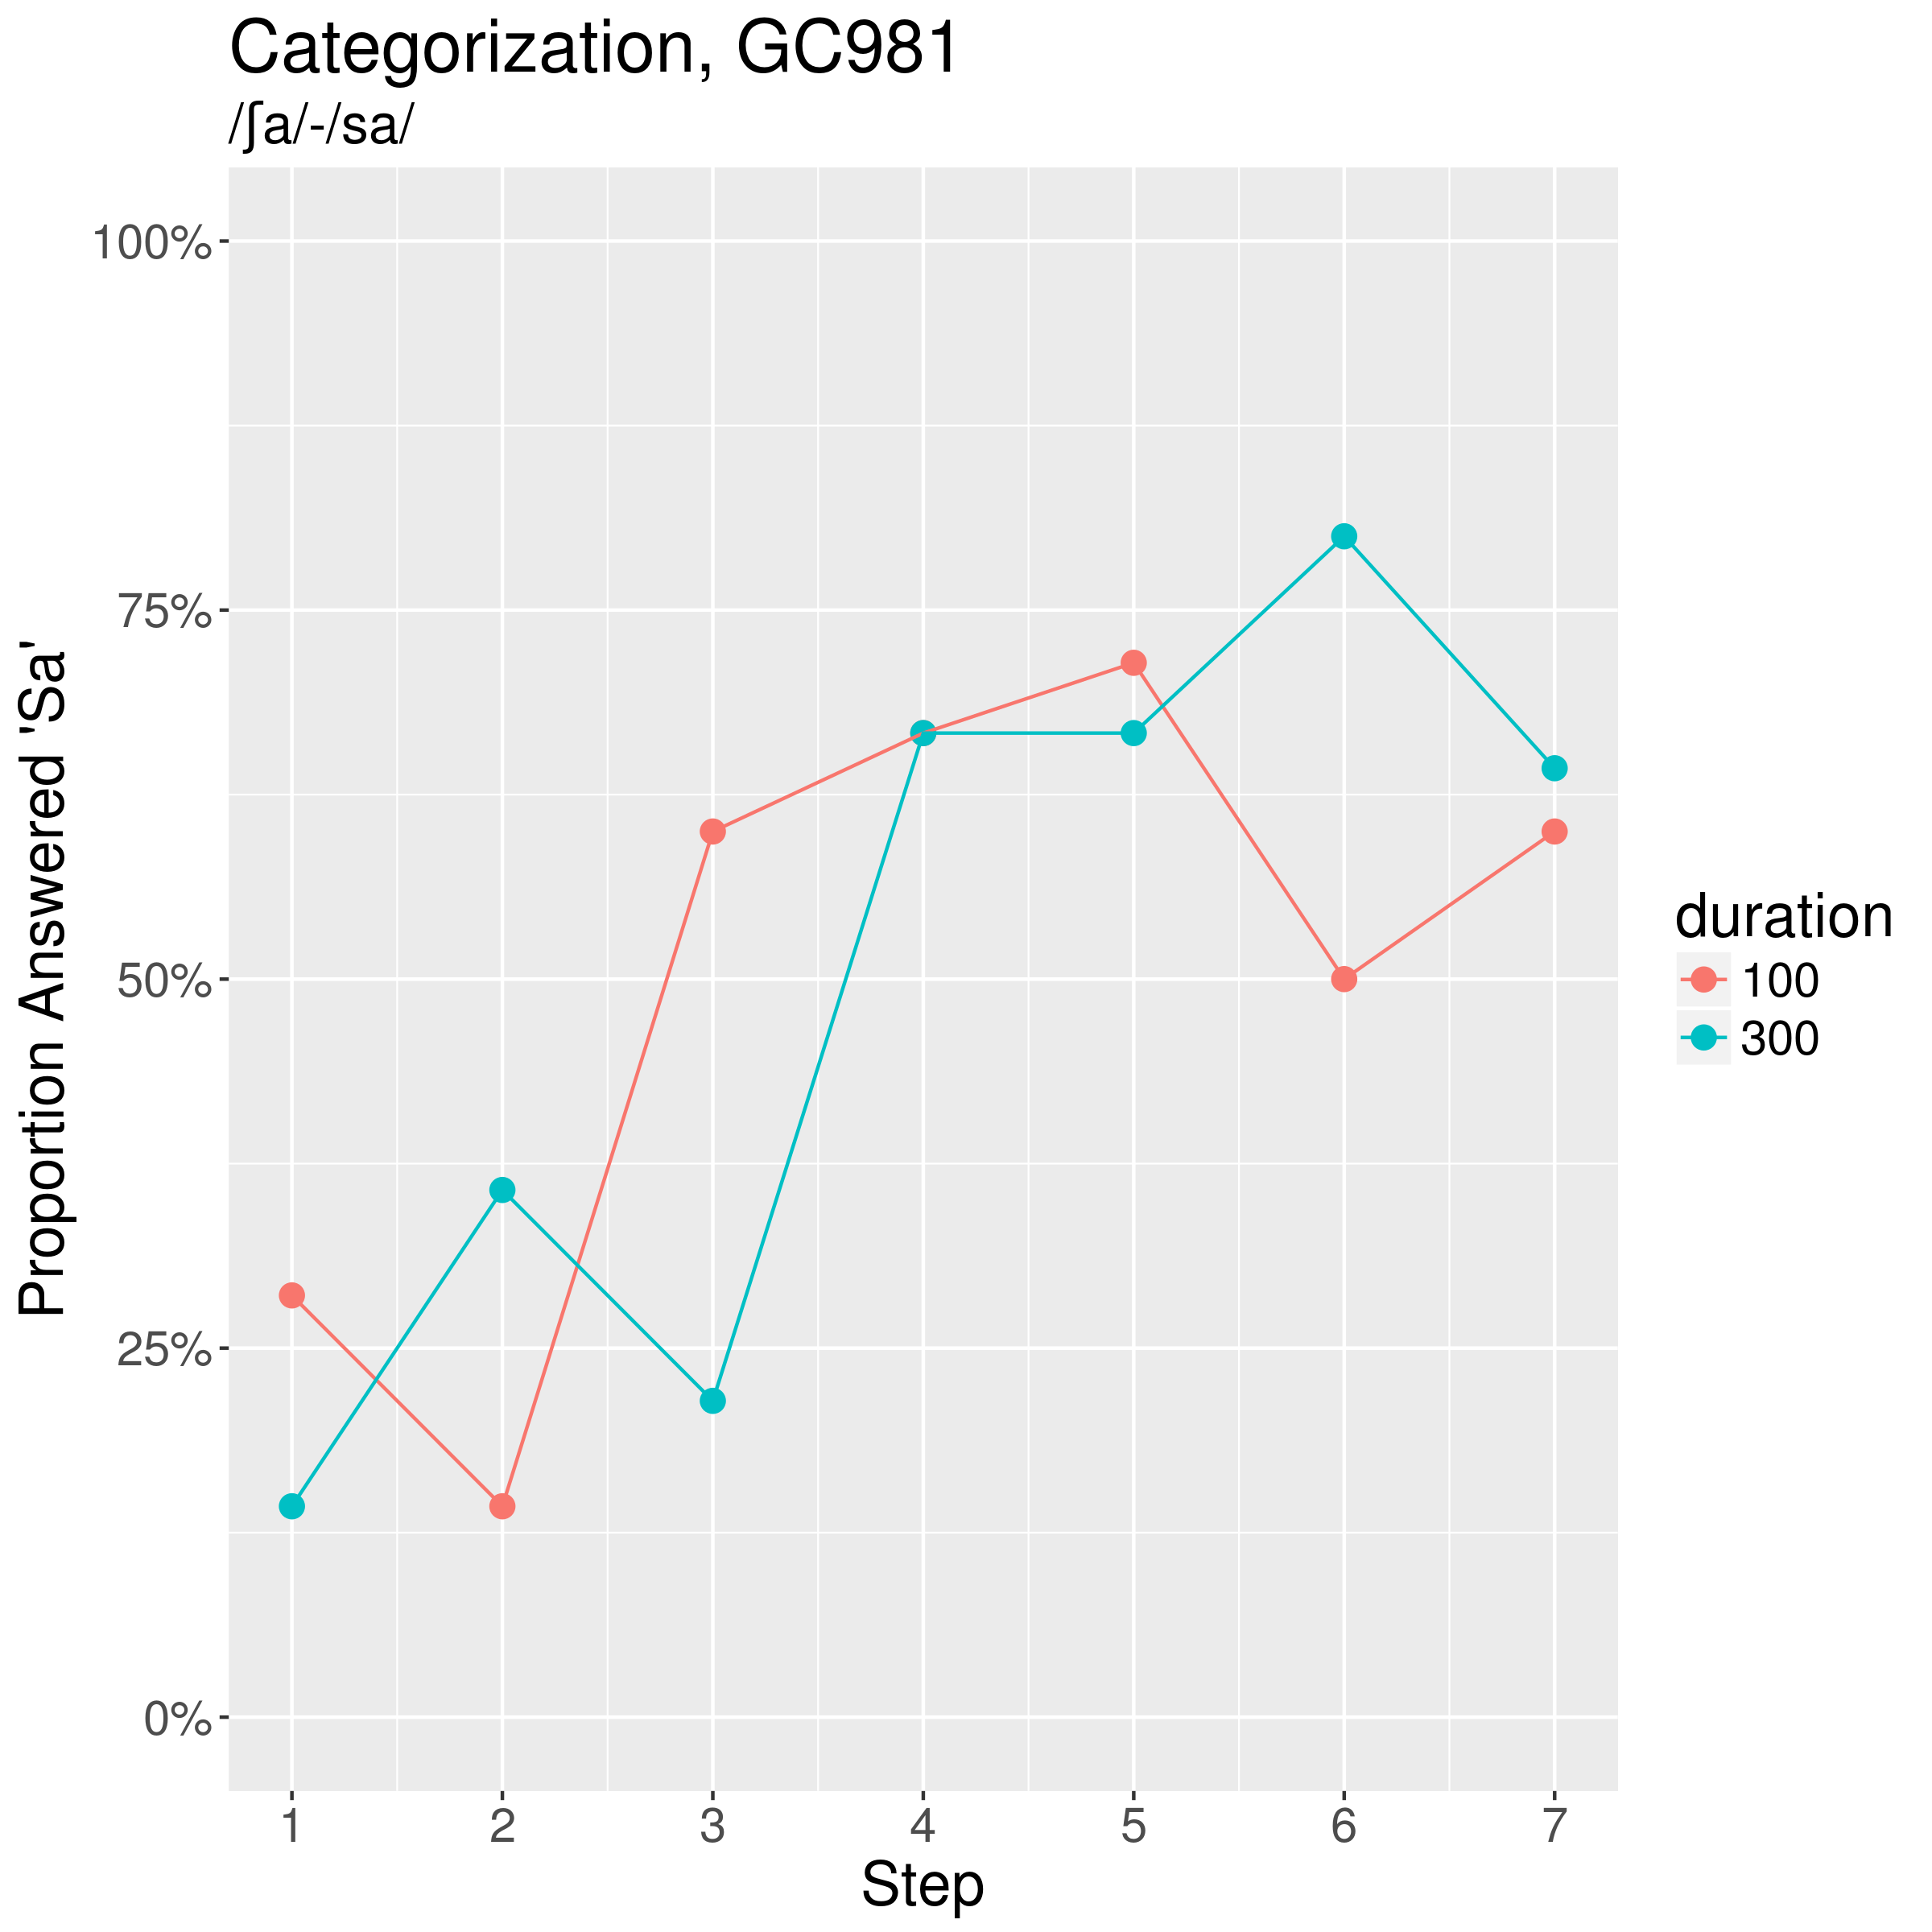 Categorization, GC981
/ʃa/-/sa/
100%
75%
50%
25%
0%
Proportion Answered 'Sa'
1 2 3 4 5 6 7
Step
duration
100
300